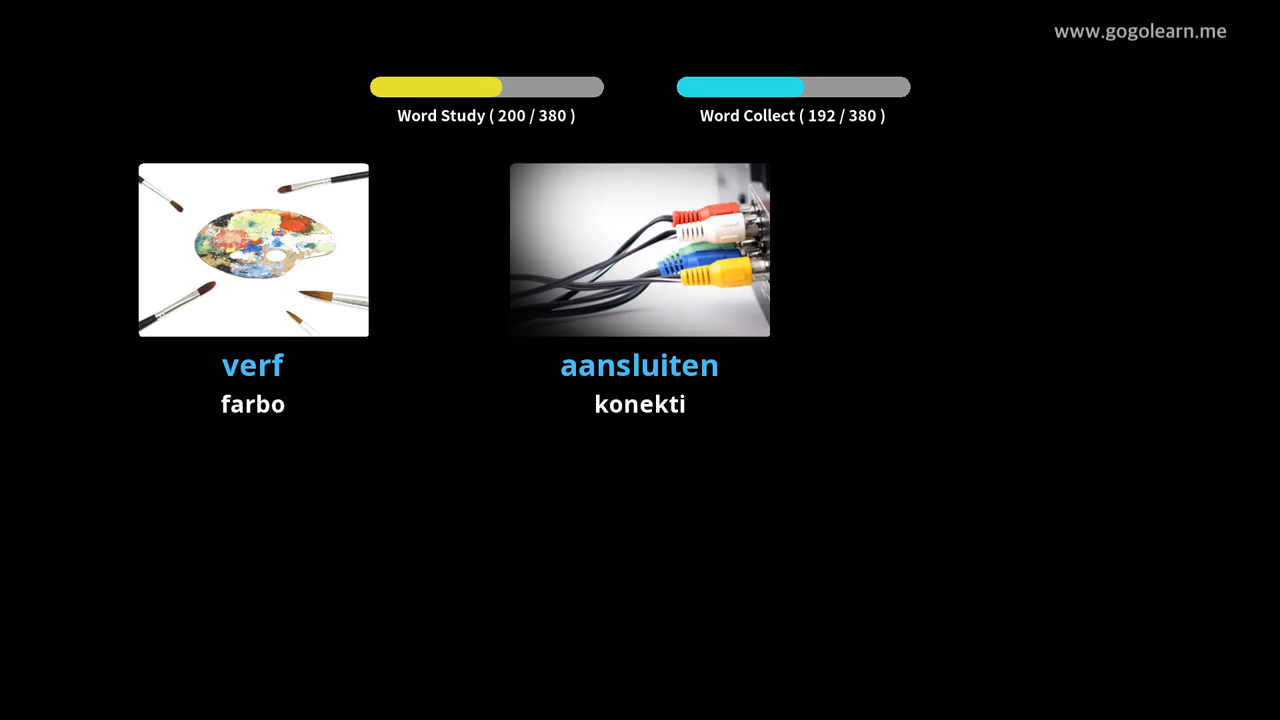 www.gogolearn.me
Word Study ( 200 / 380 )
Word Collect ( 192 / 380 )
verf
farbo
aansluiten
konekti